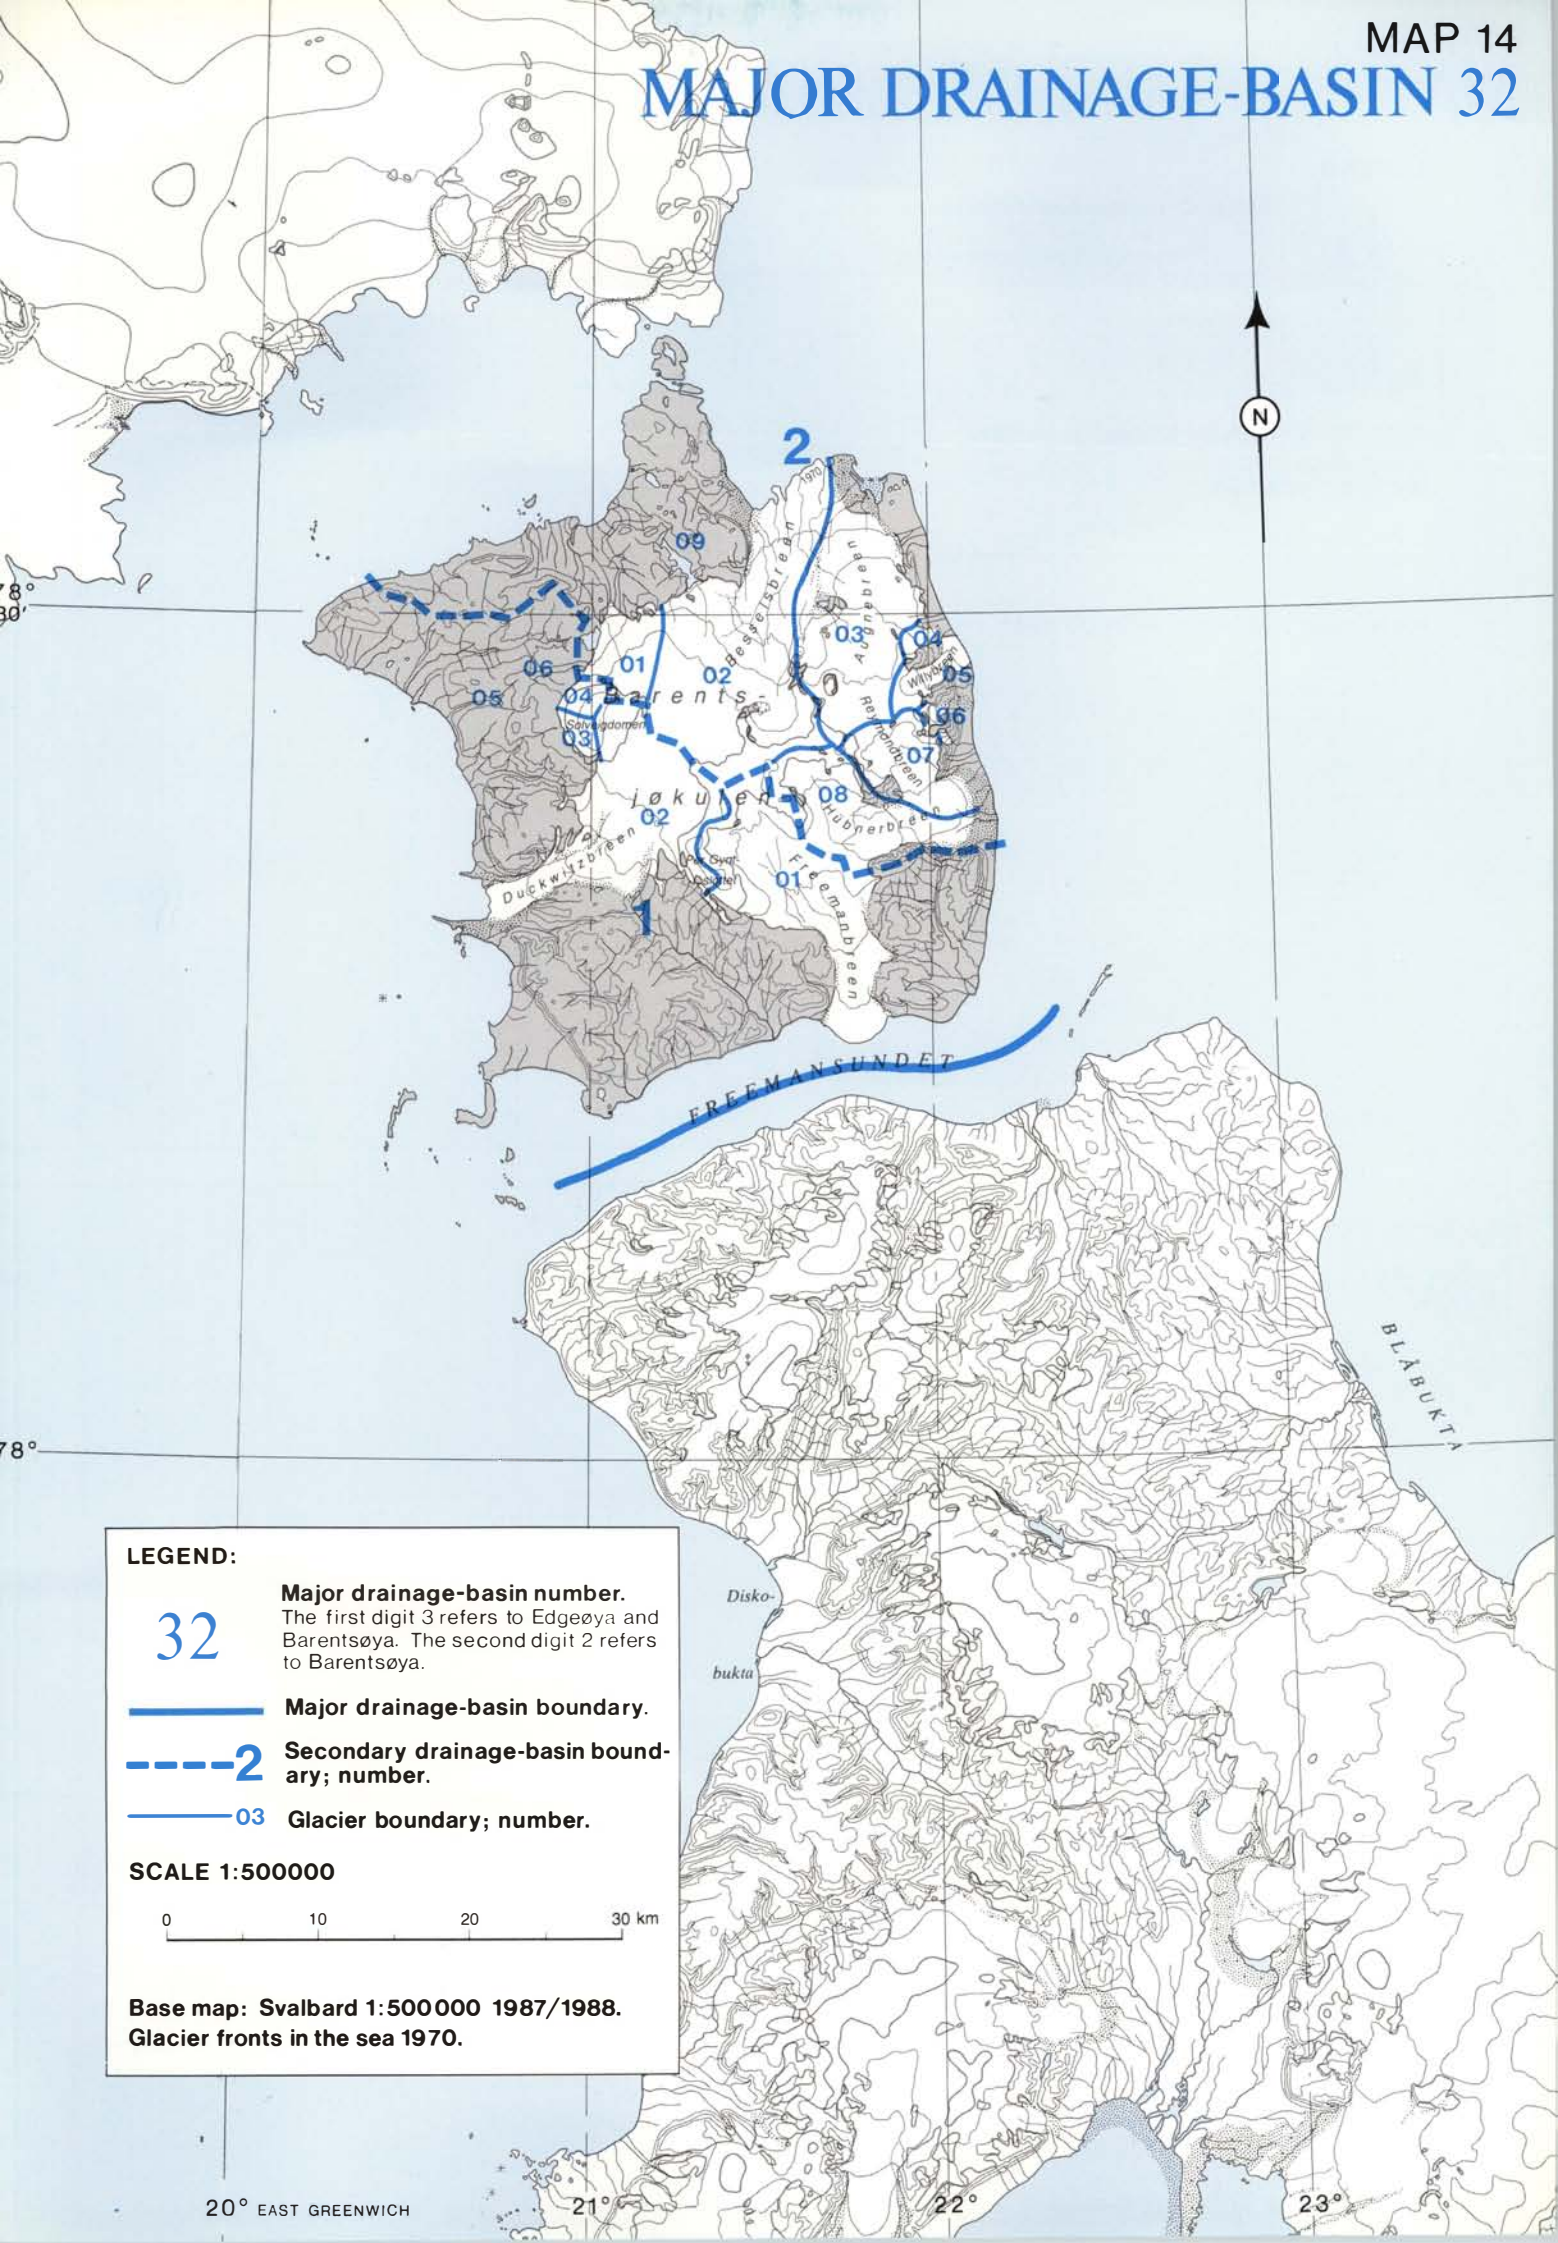 MAP 14
MAJOR DRAINAGE-BASIN 32
N
2
1970
09
Besselsbreen
Augnebreen
78°
30'
03
04
06
01
02
Willybreen
05
05
04
Barents-
Solveigdomen
03
Reymondbreen
06
07
jøkulen
08
02
Hübnerbreen
Duckwitzbreen
01
Freemanbreen
1
FREEMANSUNDET
BLÅBUKTA
78°
Disko-
bukta
LEGEND:
32
Major drainage-basin number.
The first digit 3 refers to Edgeøya and
Barentsøya. The second digit 2 refers
to Barentsøya.
Major drainage-basin boundary.
2
Secondary drainage-basin bound-
ary; number.
03
Glacier boundary; number.
SCALE 1:500000
0 10 20 30 km
Base map: Svalbard 1:500000 1987/1988.
Glacier fronts in the sea 1970.
20° EAST GREENWICH
21°
22°
23°